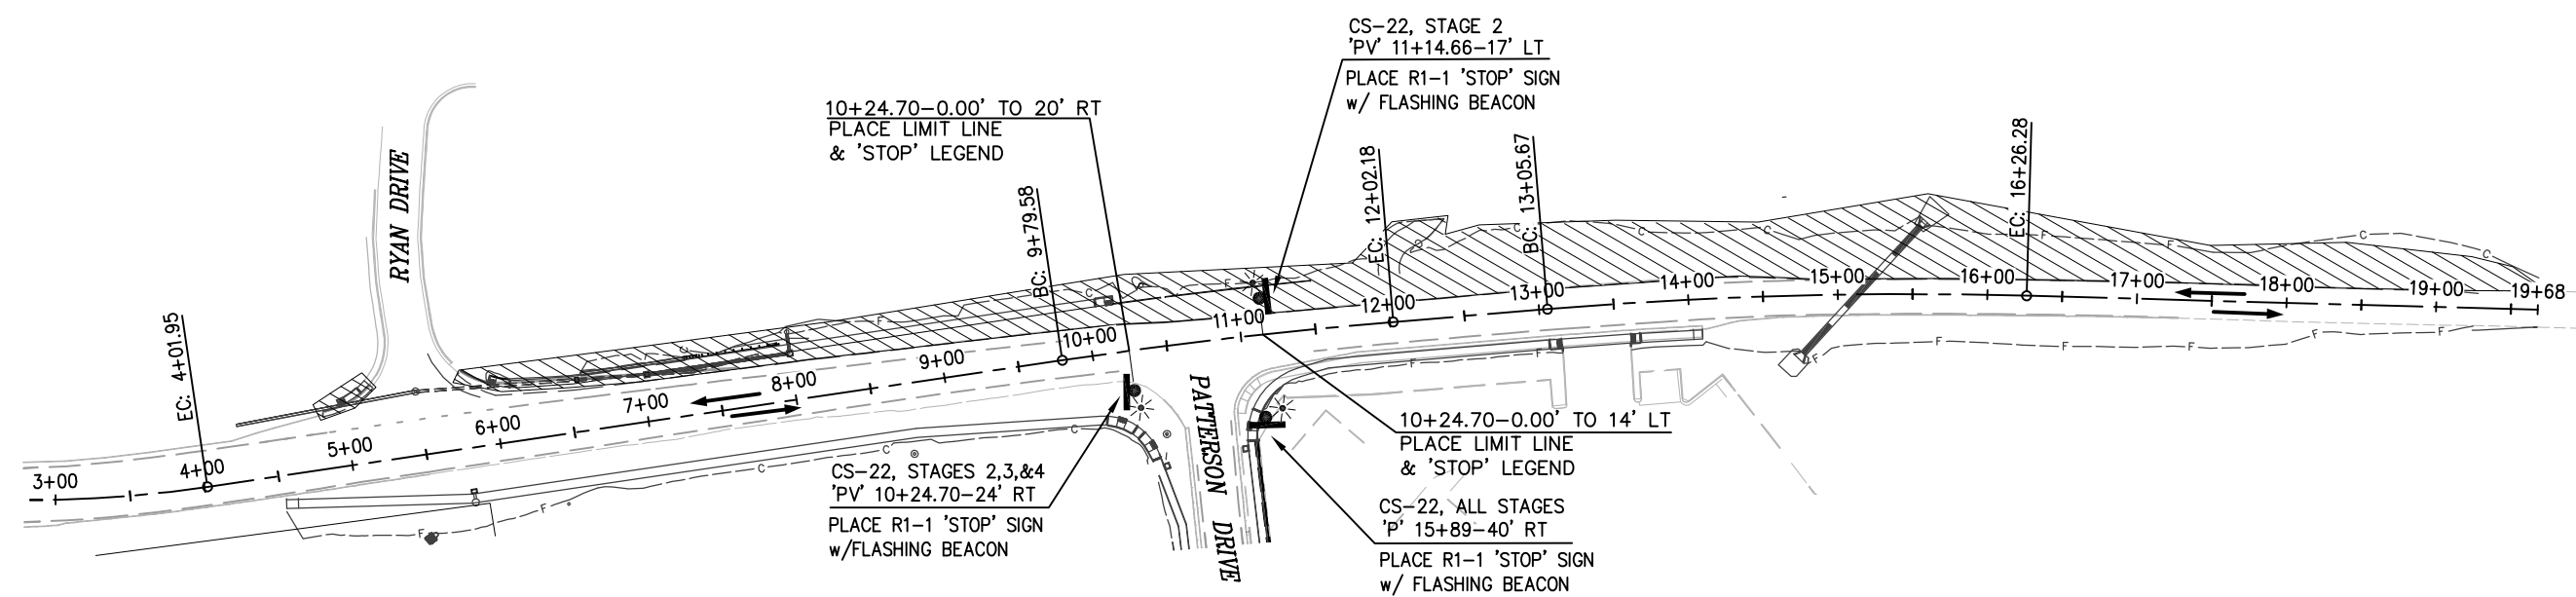 CS-22, STAGE 2
'PV' 11+14.66-17' LT
PLACE R1-1 'STOP' SIGN
w/ FLASHING BEACON
10+24.70-0.00' TO 20' RT
PLACE LIMIT LINE
& 'STOP' LEGEND
RYAN DRIVE
EC: 4+01.95
BC: 9+79.58
EC: 12+02.18
BC: 13+05.67
EC: 16+26.28
3+00
4+00
5+00
6+00
7+00
8+00
9+00
10+00
11+00
12+00
13+00
14+00
15+00
16+00
17+00
18+00
19+00
19+68
C
C
F
C
F
C
C
C
F
F
C
C
F
F
F
F
F
F
F
C
C
F
F
PATTERSON DRIVE
10+24.70-0.00' TO 14' LT
PLACE LIMIT LINE
& 'STOP' LEGEND
CS-22, STAGES 2,3,&4
'PV' 10+24.70-24' RT
PLACE R1-1 'STOP' SIGN
w/FLASHING BEACON
CS-22, ALL STAGES
'P' 15+89-40' RT
PLACE R1-1 'STOP' SIGN
w/ FLASHING BEACON